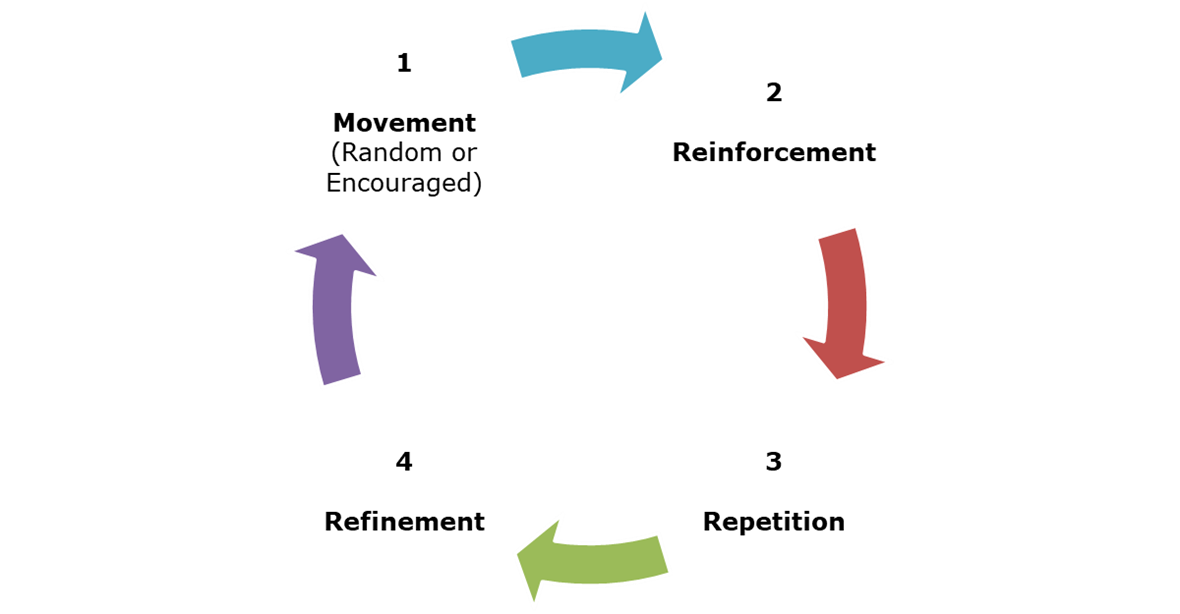 1
Movement
(Random or
Encouraged)
2
Reinforcement
3
Repetition
4
Refinement